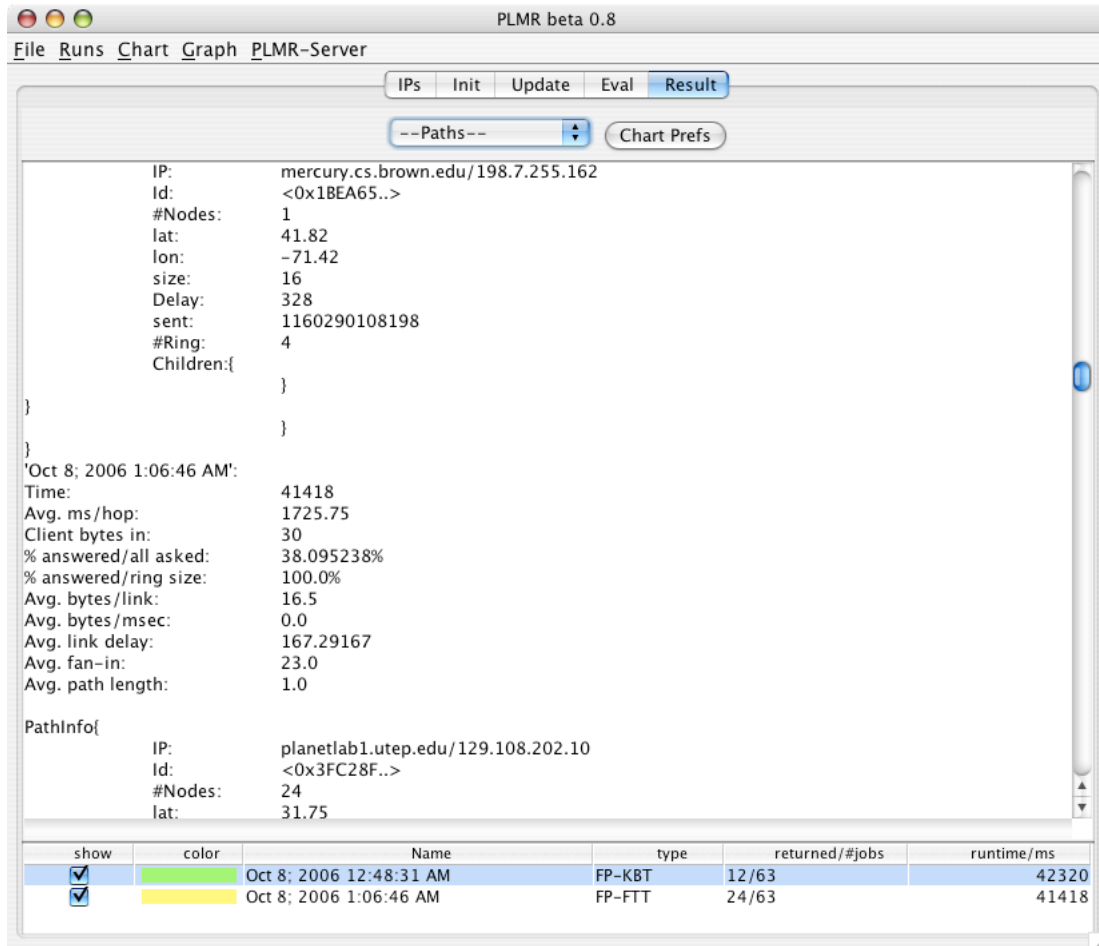 PLMR beta 0.8
File Runs Chart Graph PLMR-Server
IPs Init Update Eval Result
--Paths-- Chart Prefs
IP: mercury.cs.brown.edu/198.7.255.162
Id: <0x1BEA65..>
#Nodes: 1
lat: 41.82
lon: -71.42
size: 16
Delay: 328
sent: 1160290108198
#Ring: 4
Children:{
}
}
}
}
'Oct 8; 2006 1:06:46 AM':
Time: 41418
Avg. ms/hop: 1725.75
Client bytes in: 30
% answered/all asked: 38.095238%
% answered/ring size: 100.0%
Avg. bytes/link: 16.5
Avg. bytes/msec: 0.0
Avg. link delay: 167.29167
Avg. fan-in: 23.0
Avg. path length: 1.0
PathInfo{
IP: planetlab1.utep.edu/129.108.202.10
Id: <0x3FC28F..>
#Nodes: 24
lat: 31.75
show color Name type returned/#jobs runtime/ms
Oct 8; 2006 12:48:31 AM FP-KBT 12/63 42320
Oct 8; 2006 1:06:46 AM FP-FTT 24/63 41418